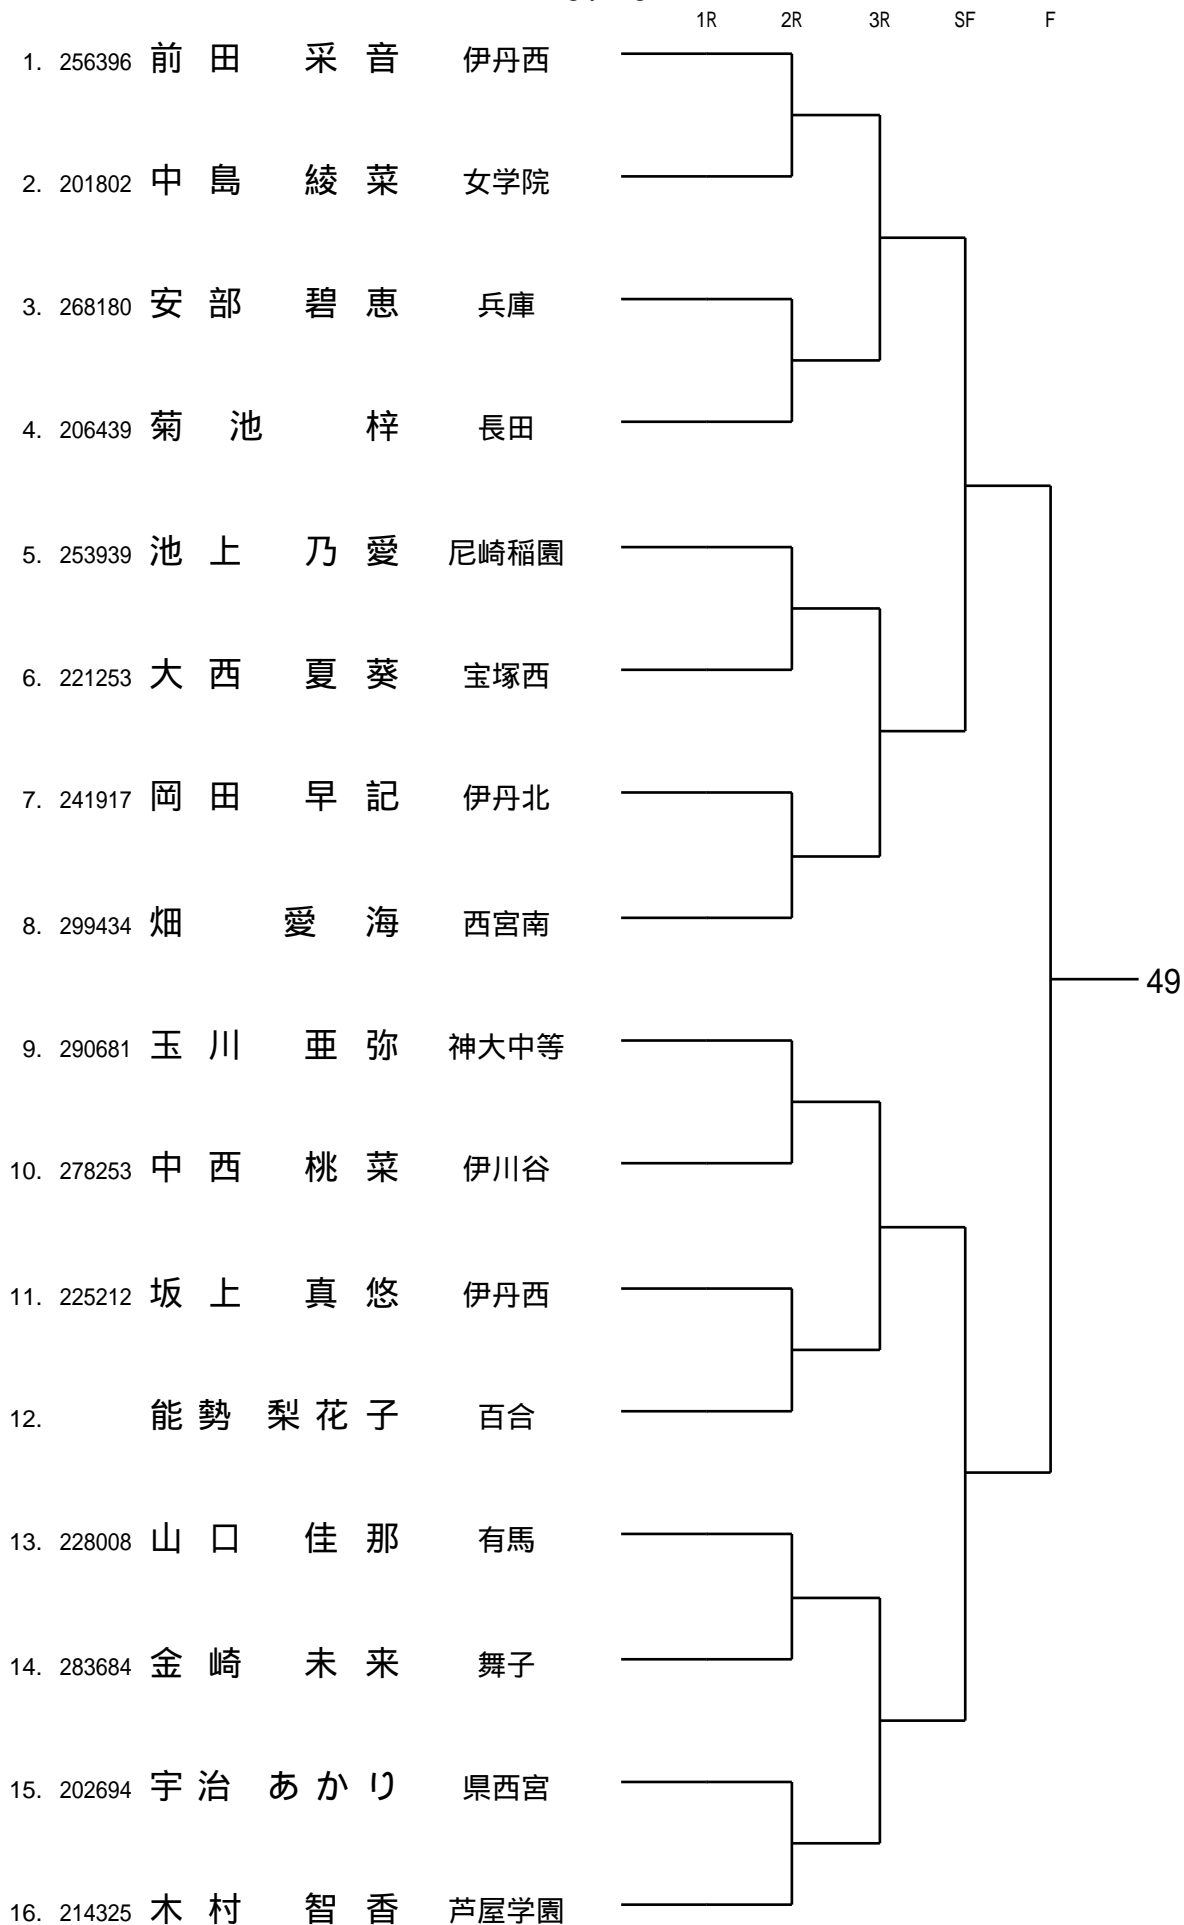 1R 2R 3R SF F
1. 256396 前田 采音 伊丹西
2. 201802 中島 綾菜 女学院
3. 268180 安部 碧恵 兵庫
4. 206439 菊池 梓 長田
5. 253939 池上 乃愛 尼崎稲園
6. 221253 大西 夏葵 宝塚西
7. 241917 岡田 早記 伊丹北
8. 299434 畑 愛海 西宮南
49
9. 290681 玉川 亜弥 神大中等
10. 278253 中西 桃菜 伊川谷
11. 225212 坂上 真悠 伊丹西
12. 能勢 梨花子 百合
13. 228008 山口 佳那 有馬
14. 283684 金崎 未来 舞子
15. 202694 宇治 あかり 県西宮
16. 214325 木村 智香 芦屋学園